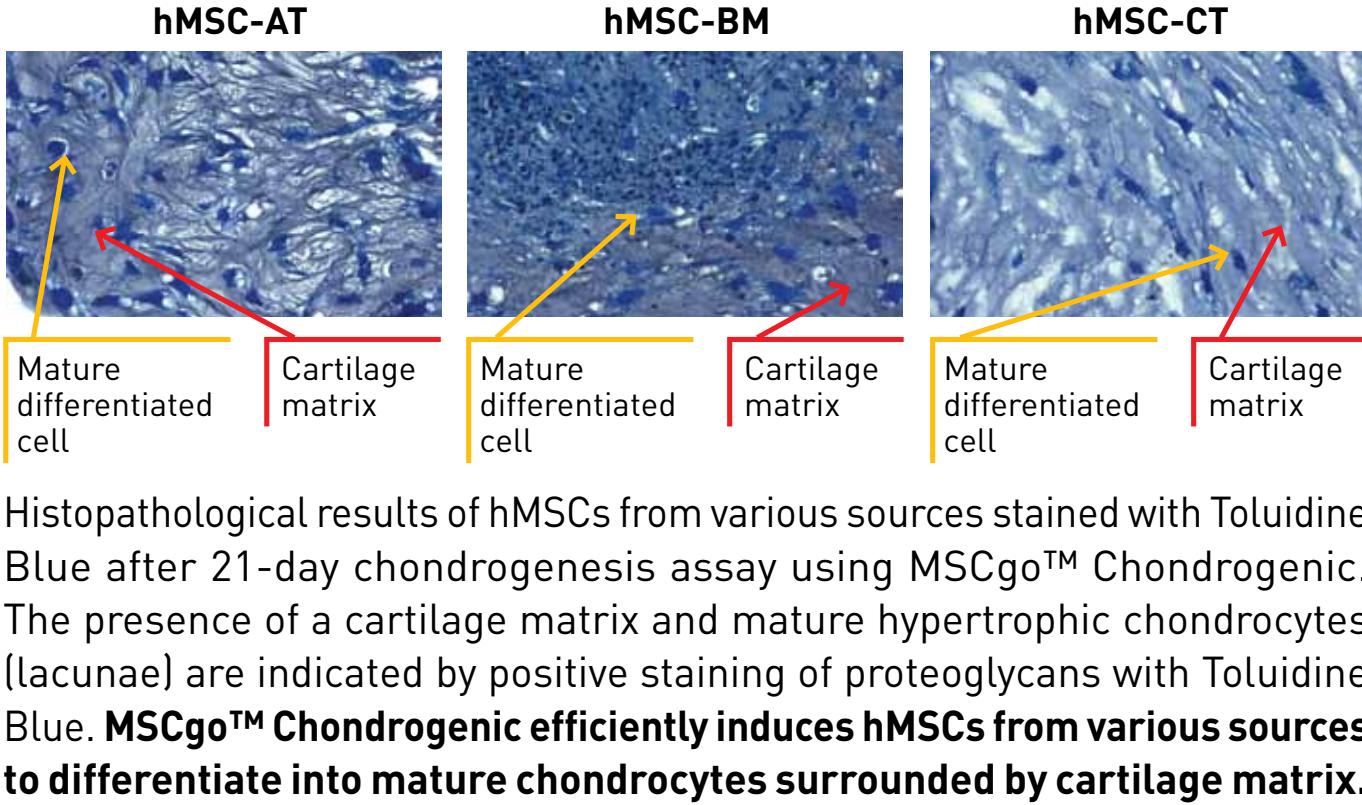 hMSC-AT
hMSC-BM
hMSC-CT
Mature
differentiated
cell
Cartilage
matrix
Mature
differentiated
cell
Cartilage
matrix
Mature
differentiated
cell
Cartilage
matrix
Histopathological results of hMSCs from various sources stained with Toluidine
Blue after 21-day chondrogenesis assay using MSCgo™ Chondrogenic.
The presence of a cartilage matrix and mature hypertrophic chondrocytes
(lacunae) are indicated by positive staining of proteoglycans with Toluidine
Blue. MSCgo™ Chondrogenic efficiently induces hMSCs from various sources
to differentiate into mature chondrocytes surrounded by cartilage matrix.